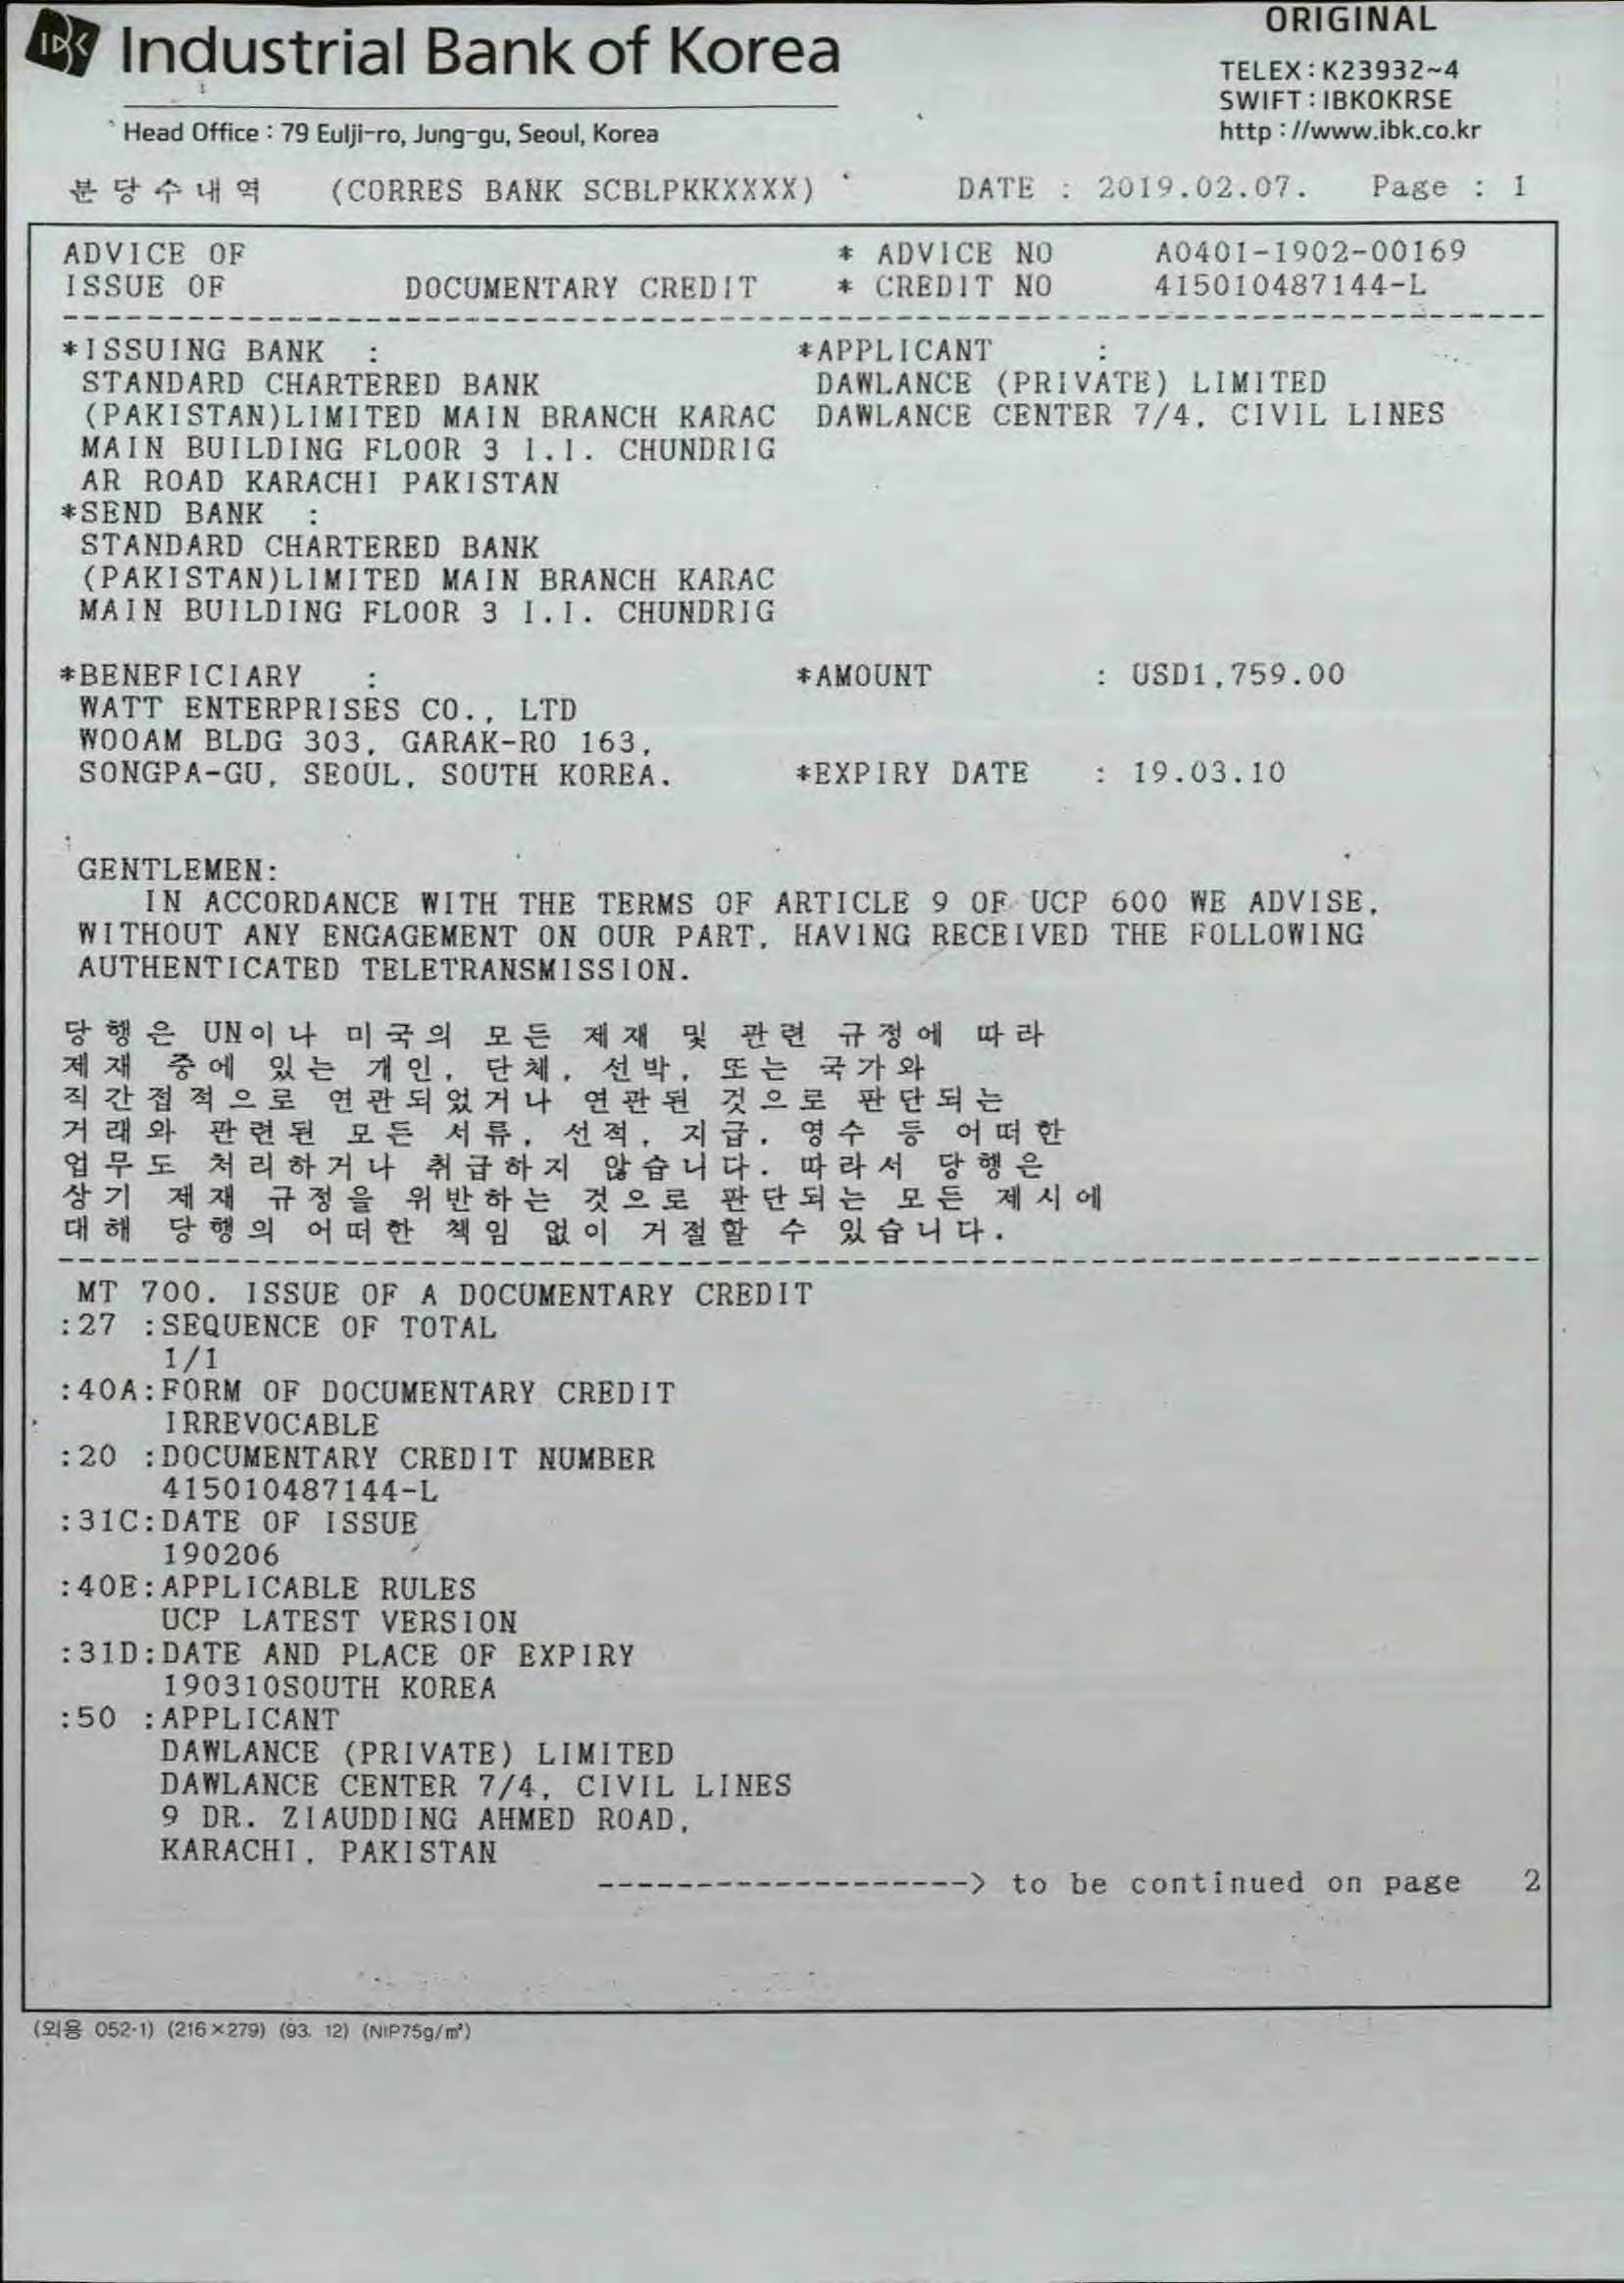 IBK Industrial Bank of Korea
ORIGINAL
TELEX : K23932~4
SWIFT : IBKOKRSE
http : //www.ibk.co.kr
Head Office : 79 Eulji-ro, Jung-gu, Seoul, Korea
분당수내역 (CORRES BANK SCBLPKKXXXX) DATE : 2019.02.07. Page : 1
ADVICE OF * ADVICE NO A0401-1902-00169
ISSUE OF DOCUMENTARY CREDIT * CREDIT NO 415010487144-L
*ISSUING BANK : *APPLICANT :
STANDARD CHARTERED BANK DAWLANCE (PRIVATE) LIMITED
(PAKISTAN)LIMITED MAIN BRANCH KARAC DAWLANCE CENTER 7/4, CIVIL LINES
MAIN BUILDING FLOOR 3 I.I. CHUNDRIG
AR ROAD KARACHI PAKISTAN
*SEND BANK :
STANDARD CHARTERED BANK
(PAKISTAN)LIMITED MAIN BRANCH KARAC
MAIN BUILDING FLOOR 3 I.I. CHUNDRIG
*BENEFICIARY : *AMOUNT : USD1,759.00
WATT ENTERPRISES CO., LTD
WOOAM BLDG 303, GARAK-RO 163,
SONGPA-GU, SEOUL, SOUTH KOREA. *EXPIRY DATE : 19.03.10
GENTLEMEN:
IN ACCORDANCE WITH THE TERMS OF ARTICLE 9 OF UCP 600 WE ADVISE,
WITHOUT ANY ENGAGEMENT ON OUR PART, HAVING RECEIVED THE FOLLOWING
AUTHENTICATED TELETRANSMISSION.
당행은 UN이나 미국의 모든 제재 및 관련 규정에 따라
제재 중에 있는 개인, 단체, 선박, 또는 국가와
직간접적으로 연관되었거나 연관된 것으로 판단되는
거래와 관련된 모든 서류, 선적, 지급, 영수 등 어떠한
업무도 처리하거나 취급하지 않습니다. 따라서 당행은
상기 제재 규정을 위반하는 것으로 판단되는 모든 제시에
대해 당행의 어떠한 책임 없이 거절할 수 있습니다.
MT 700. ISSUE OF A DOCUMENTARY CREDIT
:27 :SEQUENCE OF TOTAL
1/1
:40A:FORM OF DOCUMENTARY CREDIT
IRREVOCABLE
:20 :DOCUMENTARY CREDIT NUMBER
415010487144-L
:31C:DATE OF ISSUE
190206
:40E:APPLICABLE RULES
UCP LATEST VERSION
:31D:DATE AND PLACE OF EXPIRY
190310SOUTH KOREA
:50 :APPLICANT
DAWLANCE (PRIVATE) LIMITED
DAWLANCE CENTER 7/4, CIVIL LINES
9 DR. ZIAUDDING AHMED ROAD,
KARACHI, PAKISTAN
-------------------> to be continued on page 2
(외용 052-1) (216×279) (93. 12) (NIP75g/㎡)